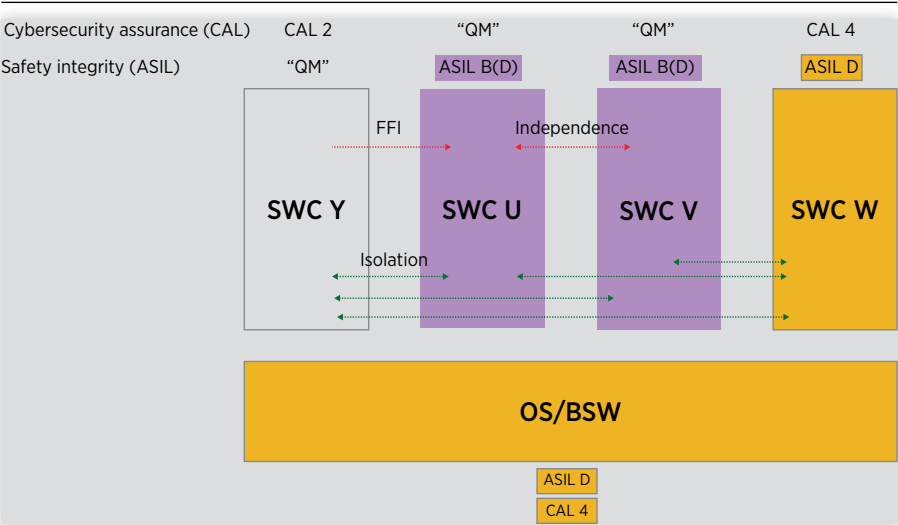 Cybersecurity assurance (CAL) CAL 2 “QM” “QM” CAL 4
Safety integrity (ASIL) “QM” ASIL B(D) ASIL B(D) ASIL D
FFI Independence
SWC Y SWC U SWC V SWC W
Isolation
OS/BSW
ASIL D
CAL 4